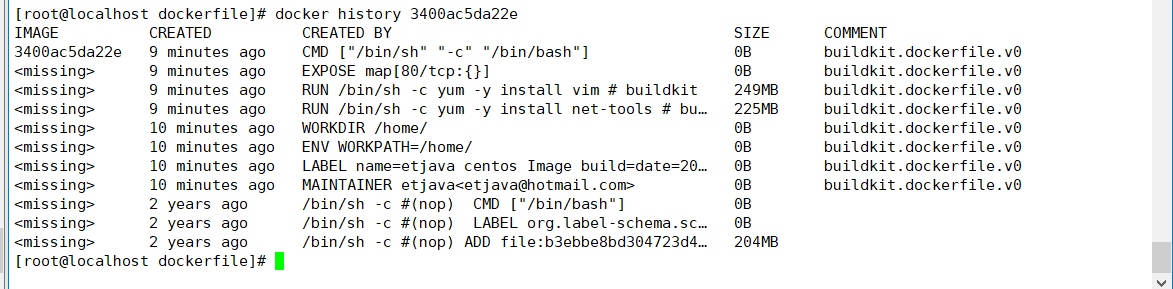 [root@localhost dockerfile]# docker history 3400ac5da22e
IMAGE CREATED CREATED BY SIZE COMMENT
3400ac5da22e 9 minutes ago CMD ["/bin/sh" "-c" "/bin/bash"] 0B buildkit.dockerfile.v0
<missing> 9 minutes ago EXPOSE map[80/tcp:{}] 0B buildkit.dockerfile.v0
<missing> 9 minutes ago RUN /bin/sh -c yum -y install vim # buildkit 249MB buildkit.dockerfile.v0
<missing> 9 minutes ago RUN /bin/sh -c yum -y install net-tools # bu… 225MB buildkit.dockerfile.v0
<missing> 10 minutes ago WORKDIR /home/ 0B buildkit.dockerfile.v0
<missing> 10 minutes ago ENV WORKPATH=/home/ 0B buildkit.dockerfile.v0
<missing> 10 minutes ago LABEL name=etjava centos Image build=date=20… 0B buildkit.dockerfile.v0
<missing> 10 minutes ago MAINTAINER etjava<etjava@hotmail.com> 0B buildkit.dockerfile.v0
<missing> 2 years ago /bin/sh -c #(nop) CMD ["/bin/bash"] 0B
<missing> 2 years ago /bin/sh -c #(nop) LABEL org.label-schema.sc… 0B
<missing> 2 years ago /bin/sh -c #(nop) ADD file:b3ebbe8bd304723d4… 204MB
[root@localhost dockerfile]#